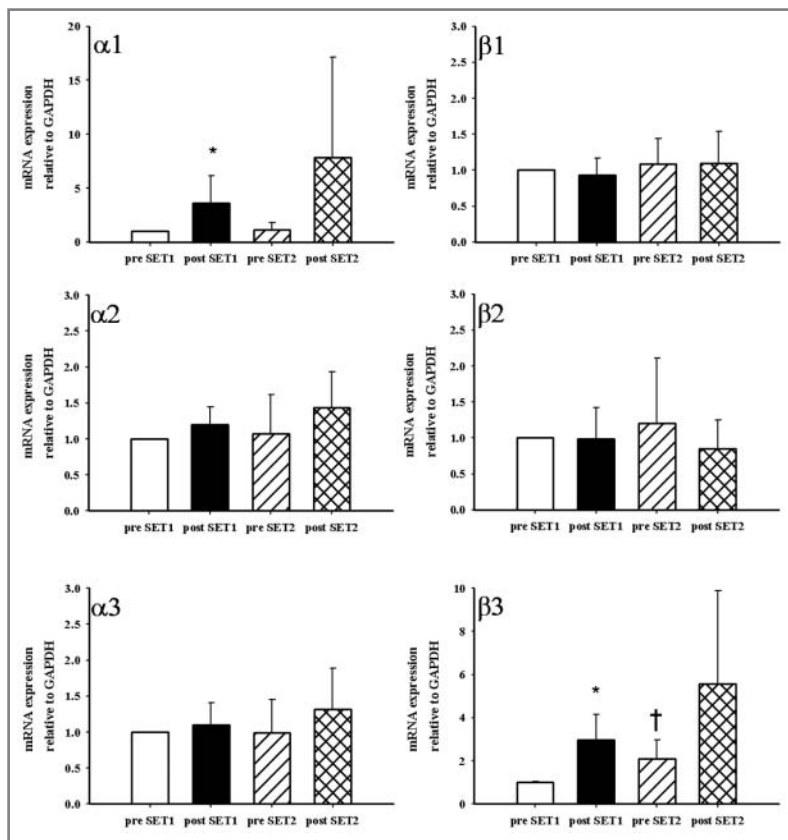 α1
mRNA expression
relative to GAPDH
20
15
10
5
0
*
pre SET1 post SET1 pre SET2 post SET2
β1
mRNA expression
relative to GAPDH
3.0
2.5
2.0
1.5
1.0
0.5
0.0
pre SET1 post SET1 pre SET2 post SET2
α2
mRNA expression
relative to GAPDH
3.0
2.5
2.0
1.5
1.0
0.5
0.0
pre SET1 post SET1 pre SET2 post SET2
β2
mRNA expression
relative to GAPDH
3.0
2.5
2.0
1.5
1.0
0.5
0.0
pre SET1 post SET1 pre SET2 post SET2
α3
mRNA expression
relative to GAPDH
3.0
2.5
2.0
1.5
1.0
0.5
0.0
pre SET1 post SET1 pre SET2 post SET2
β3
mRNA expression
relative to GAPDH
10
8
6
4
2
0
*
†
pre SET1 post SET1 pre SET2 post SET2